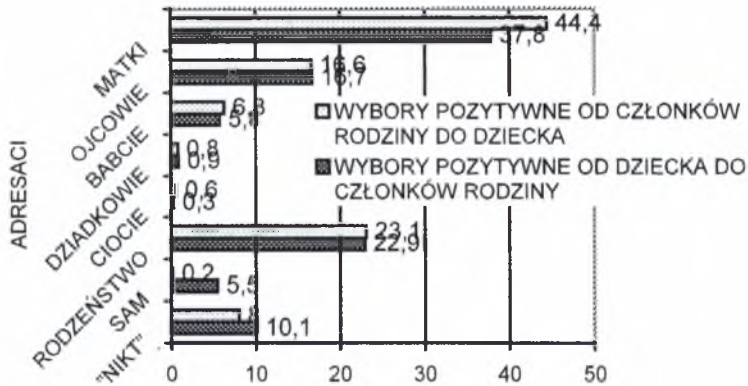 ADRESACI
MATKI
OJCOWIE
BABCIE
DZIADKOWIE
CIOCIE
RODZEŃSTWO
SAM
"NIKT"
44,4
37,8
16,6
16,7
6,3
0,8
0,9
0,6
0,3
23,1
22,9
0,2
5,5
10,1
WYBORY POZYTYWNE OD CZŁONKÓW
RODZINY DO DZIECKA
WYBORY POZYTYWNE OD DZIECKA DO
CZŁONKÓW RODZINY
0 10 20 30 40 50